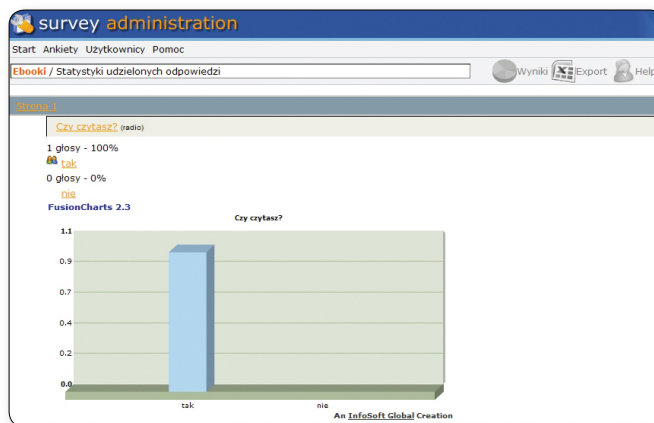 survey administration
Start Ankiety Użytkownicy Pomoc
Ebooki / Statystyki udzielonych odpowiedzi
Wyniki Export Help
Strona 1
Czy czytasz? (radio)
1 głosy - 100%
tak
0 głosy - 0%
nie
FusionCharts 2.3
Czy czytasz?
1.1
0.9
0.7
0.4
0.2
0.0
tak nie
An InfoSoft Global Creation